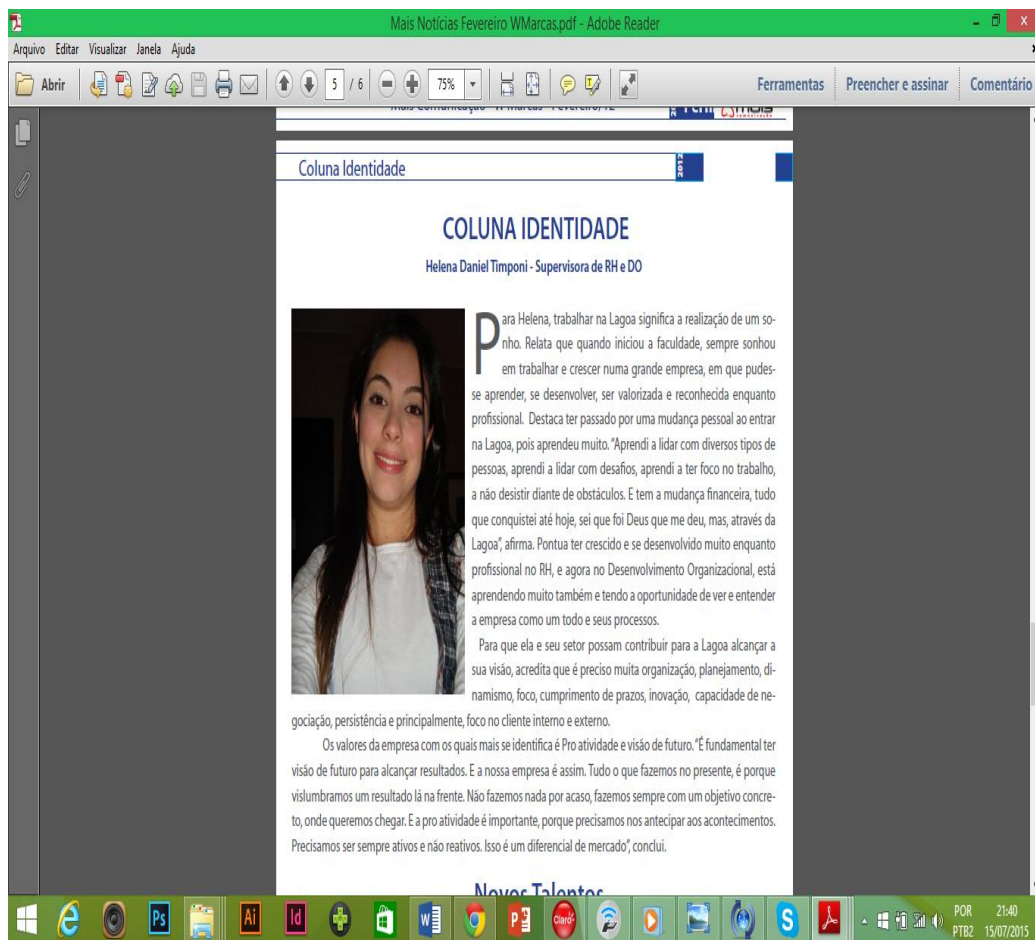 Mais Notícias Fevereiro WMarcas.pdf - Adobe Reader
Arquivo Editar Visualizar Janela Ajuda
Abrir 5 / 6 75% Ferramentas Preencher e assinar Comentário
Mais Comunicação - W Marcas - Fevereiro/12
Coluna Identidade 2012
COLUNA IDENTIDADE
Helena Daniel Timponi - Supervisora de RH e DO
Para Helena, trabalhar na Lagoa significa a realização de um so-
nho. Relata que quando iniciou a faculdade, sempre sonhou
em trabalhar e crescer numa grande empresa, em que pudes-
se aprender, se desenvolver, ser valorizada e reconhecida enquanto
profissional. Destaca ter passado por uma mudança pessoal ao entrar
na Lagoa, pois aprendeu muito. “Aprendi a lidar com diversos tipos de
pessoas, aprendi a lidar com desafios, aprendi a ter foco no trabalho,
a não desistir diante de obstáculos. E tem a mudança financeira, tudo
que conquistei até hoje, sei que foi Deus que me deu, mas, através da
Lagoa”, afirma. Pontua ter crescido e se desenvolvido muito enquanto
profissional no RH, e agora no Desenvolvimento Organizacional, está
aprendendo muito também e tendo a oportunidade de ver e entender
a empresa como um todo e seus processos.
Para que ela e seu setor possam contribuir para a Lagoa alcançar a
sua visão, acredita que é preciso muita organização, planejamento, di-
namismo, foco, cumprimento de prazos, inovação, capacidade de ne-
gociação, persistência e principalmente, foco no cliente interno e externo.
Os valores da empresa com os quais mais se identifica é Pro atividade e visão de futuro. “É fundamental ter
visão de futuro para alcançar resultados. E a nossa empresa é assim. Tudo o que fazemos no presente, é porque
vislumbramos um resultado lá na frente. Não fazemos nada por acaso, fazemos sempre com um objetivo concre-
to, onde queremos chegar. E a pro atividade é importante, porque precisamos nos antecipar aos acontecimentos.
Precisamos ser sempre ativos e não reativos. Isso é um diferencial de mercado”, conclui.
Novos Talentos
Ps Ai Id Claro
POR 21:40
PTB2 15/07/2015